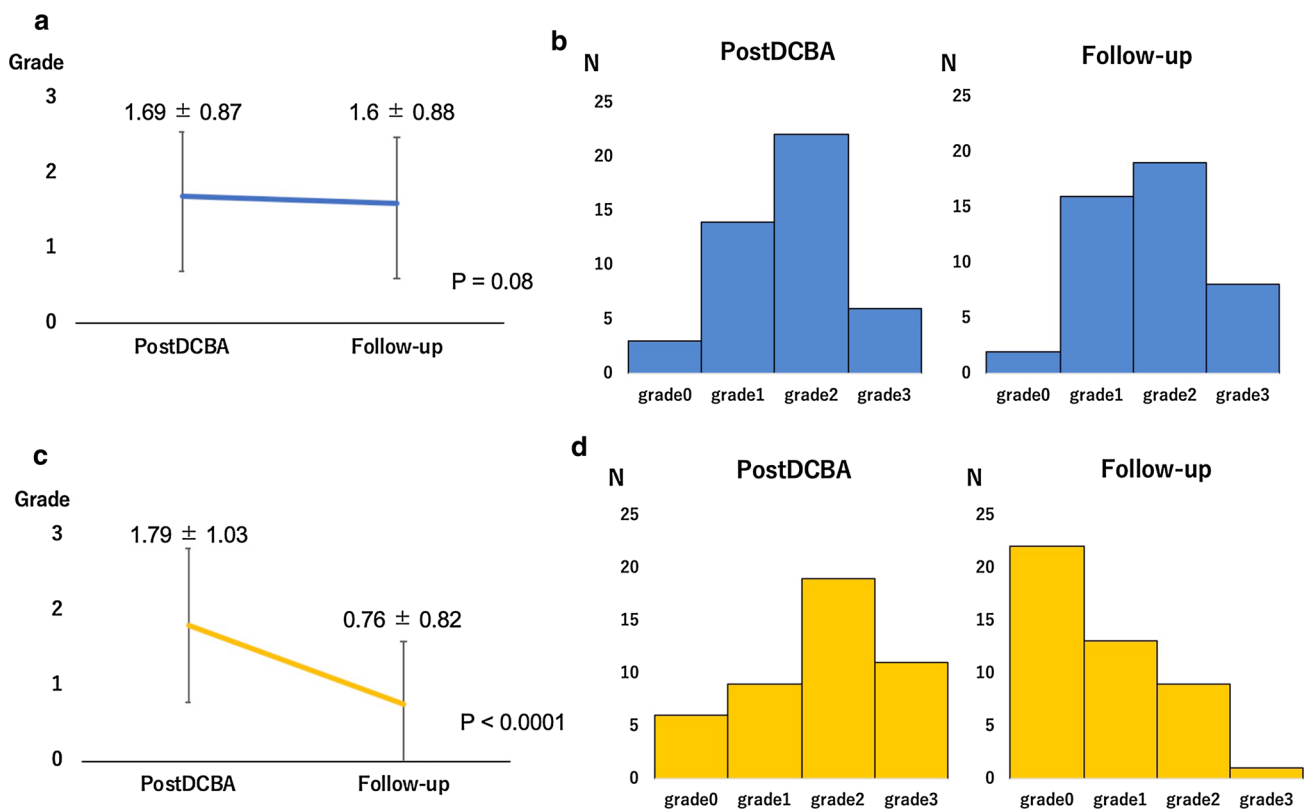 a
Grade
3
1.69 ± 0.87 1.6 ± 0.88
2
1
P = 0.08
0
PostDCBA Follow-up
b
PostDCBA
N
25
20
15
10
5
0
grade0 grade1 grade2 grade3
Follow-up
N
25
20
15
10
5
0
grade0 grade1 grade2 grade3
c
Grade
3
1.79 ± 1.03
2
0.76 ± 0.82
1
P < 0.0001
0
PostDCBA Follow-up
d
PostDCBA
N
25
20
15
10
5
0
grade0 grade1 grade2 grade3
Follow-up
N
25
20
15
10
5
0
grade0 grade1 grade2 grade3